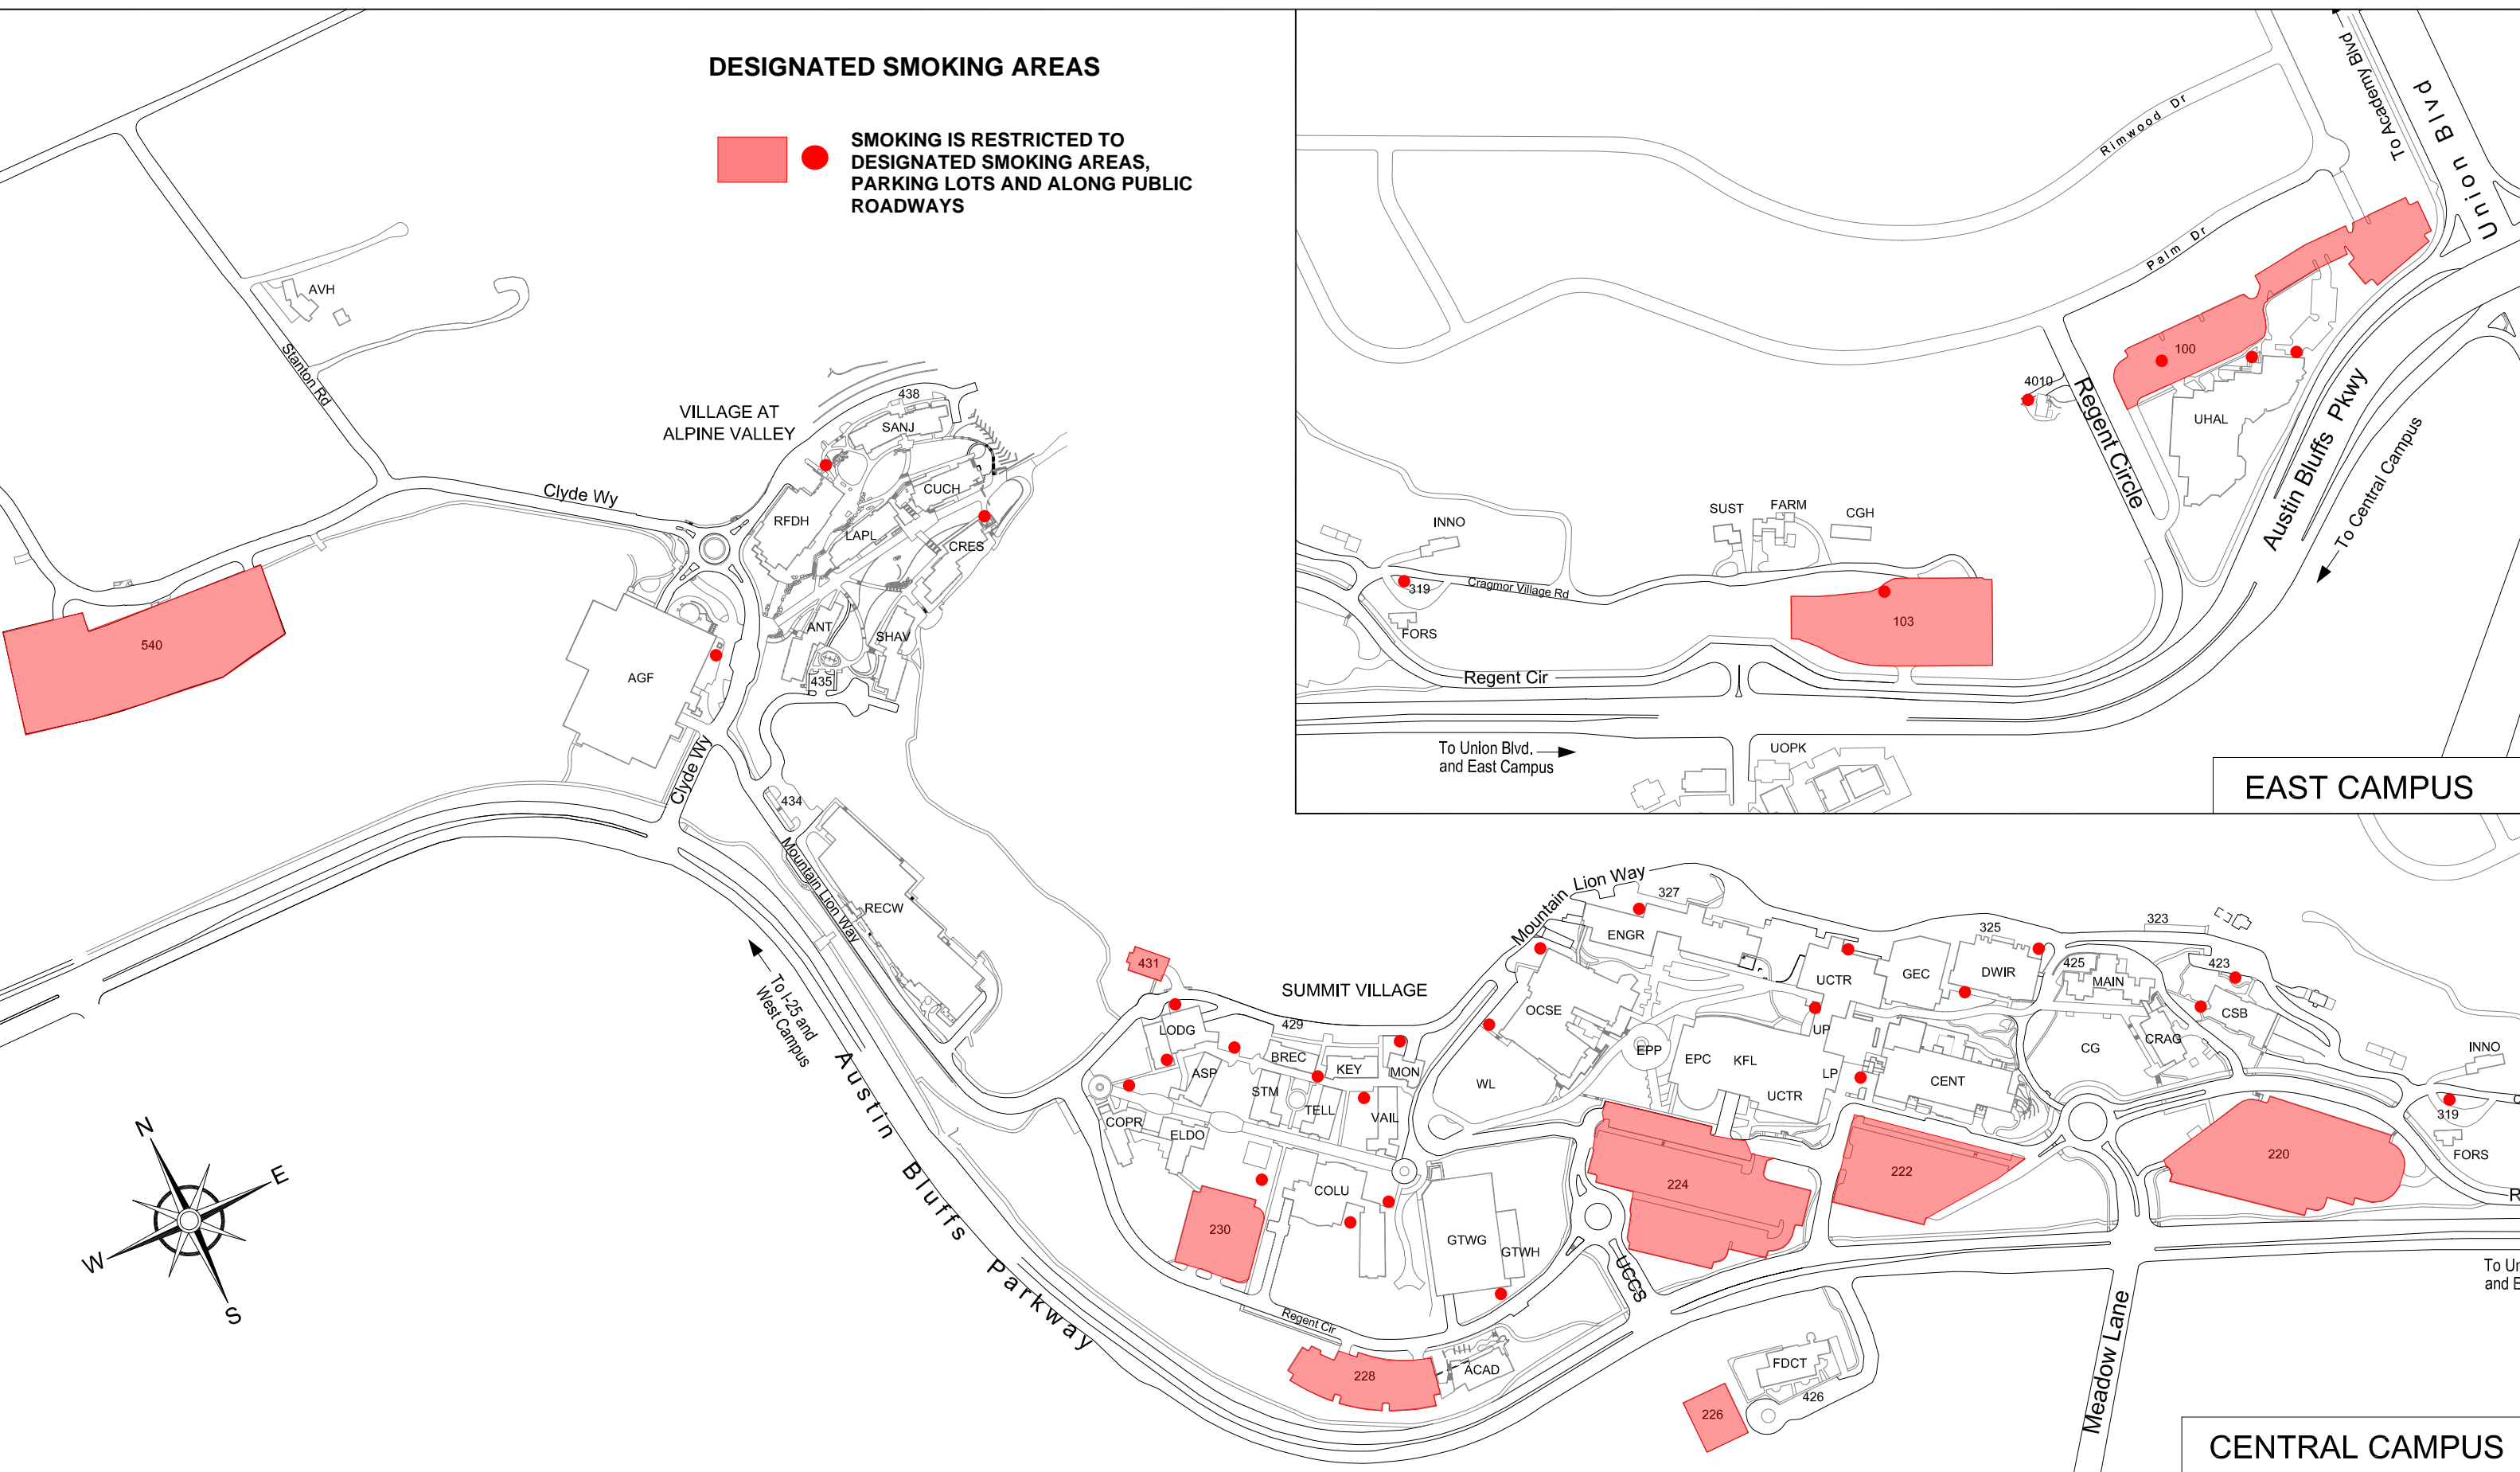 DESIGNATED SMOKING AREAS
SMOKING IS RESTRICTED TO
DESIGNATED SMOKING AREAS,
PARKING LOTS AND ALONG PUBLIC
ROADWAYS
AVH
Stanton Rd
VILLAGE AT
ALPINE VALLEY
438
SANJ
CUCH
RFDH
LAPL
CRES
Clyde Wy
540
AGF
ANT
SHAV
435
Clyde Wy
434
Mountain Lion Way
RECW
To I-25 and
West Campus
Austin Bluffs Parkway
To Academy Blvd
Union Blvd
Rimwood Dr
Palm Dr
100
4010
Regent Circle
UHAL
Austin Bluffs Pkwy
To Central Campus
INNO
SUST
FARM
CGH
319
Cragmor Village Rd
103
FORS
Regent Cir
To Union Blvd,
and East Campus
UOPK
EAST CAMPUS
431
SUMMIT VILLAGE
LODG
429
BREC
KEY
MON
ASP
STM
TELL
VAIL
COPR
ELDO
COLU
230
Regent Cir
228
ACAD
GTWG
GTWH
UCCS
Mountain Lion Way
327
ENGR
OCSE
WL
EPP
EPC
KFL
UCTR
UCTR
UP
LP
GEC
325
DWIR
CENT
323
425
MAIN
423
CSB
CRAG
CG
INNO
319
FORS
224
222
220
R
To Un
and E
Meadow Lane
FDCT
426
226
N
E
W
S
CENTRAL CAMPUS